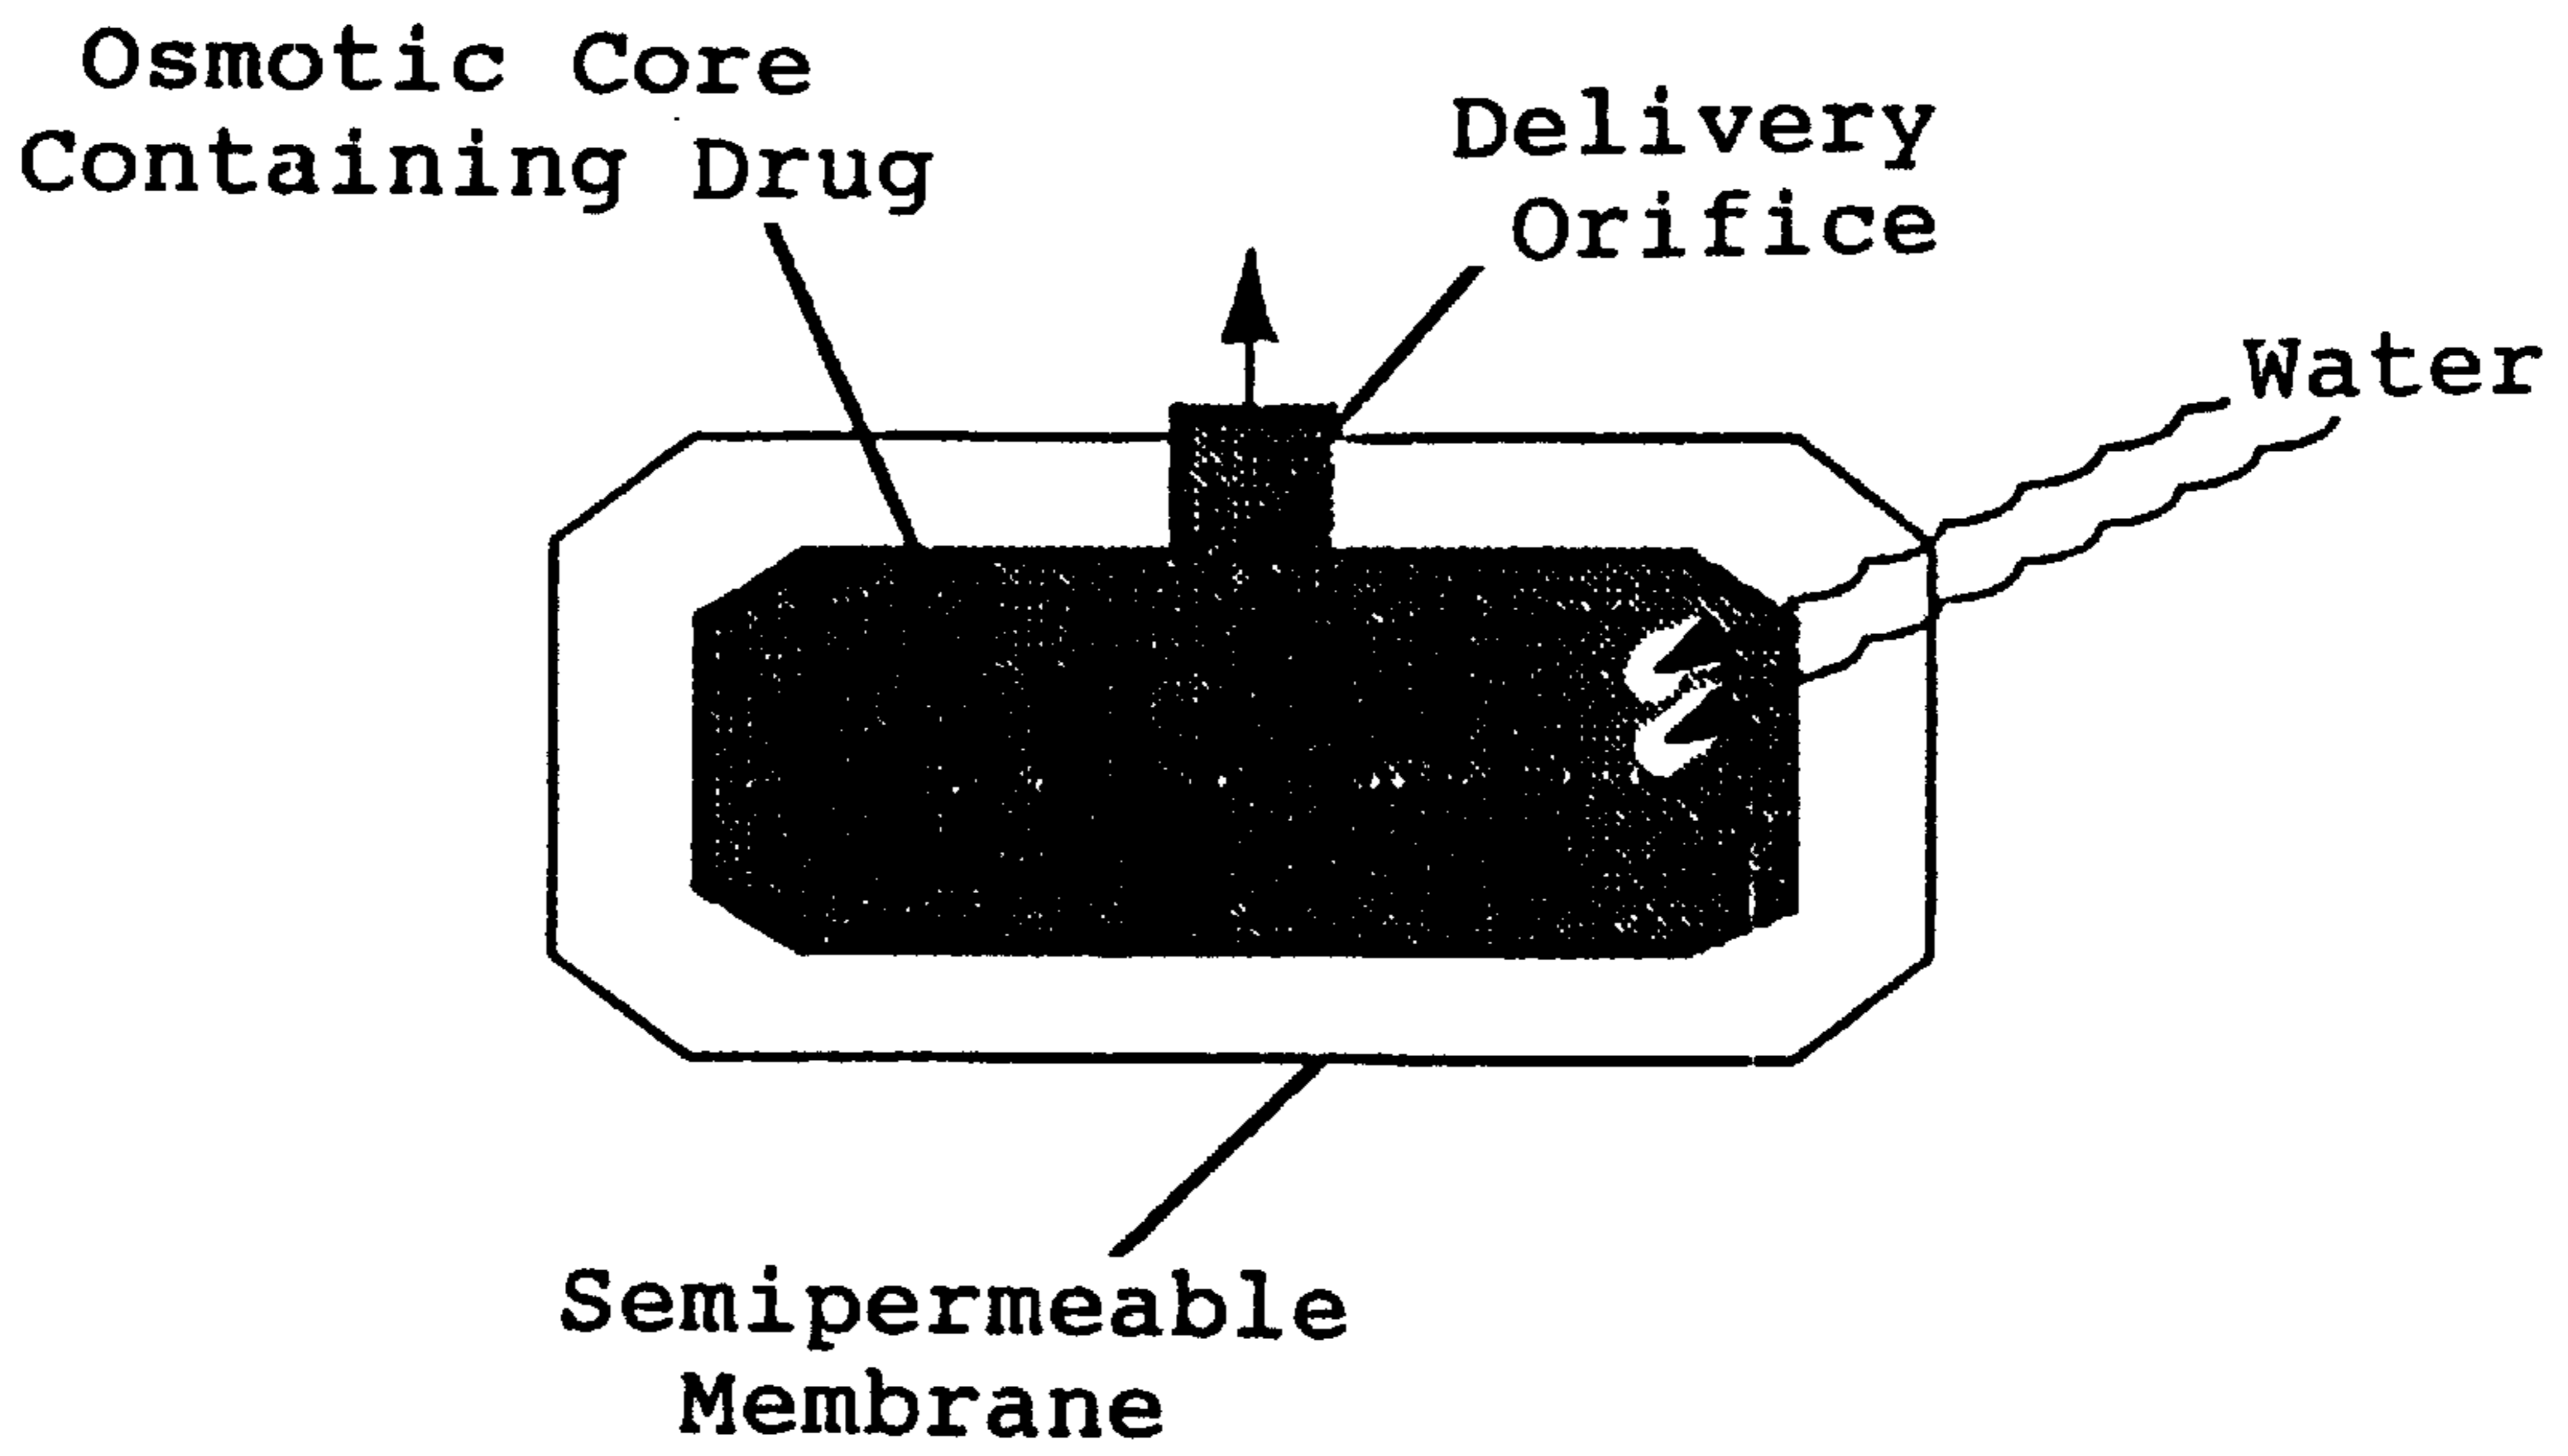 Osmotic Core
Containing Drug
Delivery
Orifice
Water
Semipermeable
Membrane